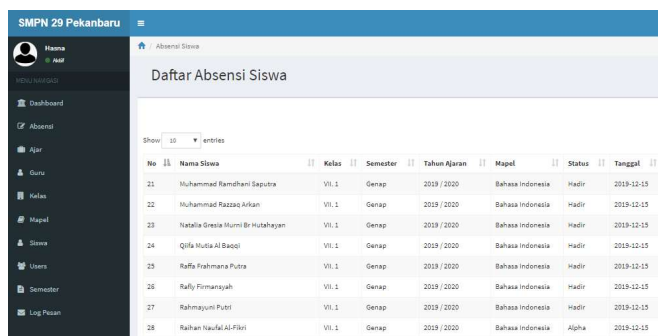 SMPN 29 Pekanbaru
Hasna
Aktif
MENU NAVIGASI
Dashboard
Absensi
Ajar
Guru
Kelas
Mapel
Siswa
Users
Semester
Log Pesan
/ Absensi Siswa
Daftar Absensi Siswa
Show 10 entries
No Nama Siswa Kelas Semester Tahun Ajaran Mapel Status Tanggal
21 Muhammad Ramdhani Saputra VII. 1 Genap 2019 / 2020 Bahasa Indonesia Hadir 2019-12-15
22 Muhammad Razzaq Arkan VII. 1 Genap 2019 / 2020 Bahasa Indonesia Hadir 2019-12-15
23 Natalia Gresia Murni Br Hutahayan VII. 1 Genap 2019 / 2020 Bahasa Indonesia Hadir 2019-12-15
24 Qiifa Mutia Al Baqqi VII. 1 Genap 2019 / 2020 Bahasa Indonesia Hadir 2019-12-15
25 Raffa Frahmana Putra VII. 1 Genap 2019 / 2020 Bahasa Indonesia Hadir 2019-12-15
26 Rafly Firmansyah VII. 1 Genap 2019 / 2020 Bahasa Indonesia Hadir 2019-12-15
27 Rahmayuni Putri VII. 1 Genap 2019 / 2020 Bahasa Indonesia Hadir 2019-12-15
28 Raihan Naufal Al-Fikri VII. 1 Genap 2019 / 2020 Bahasa Indonesia Alpha 2019-12-15